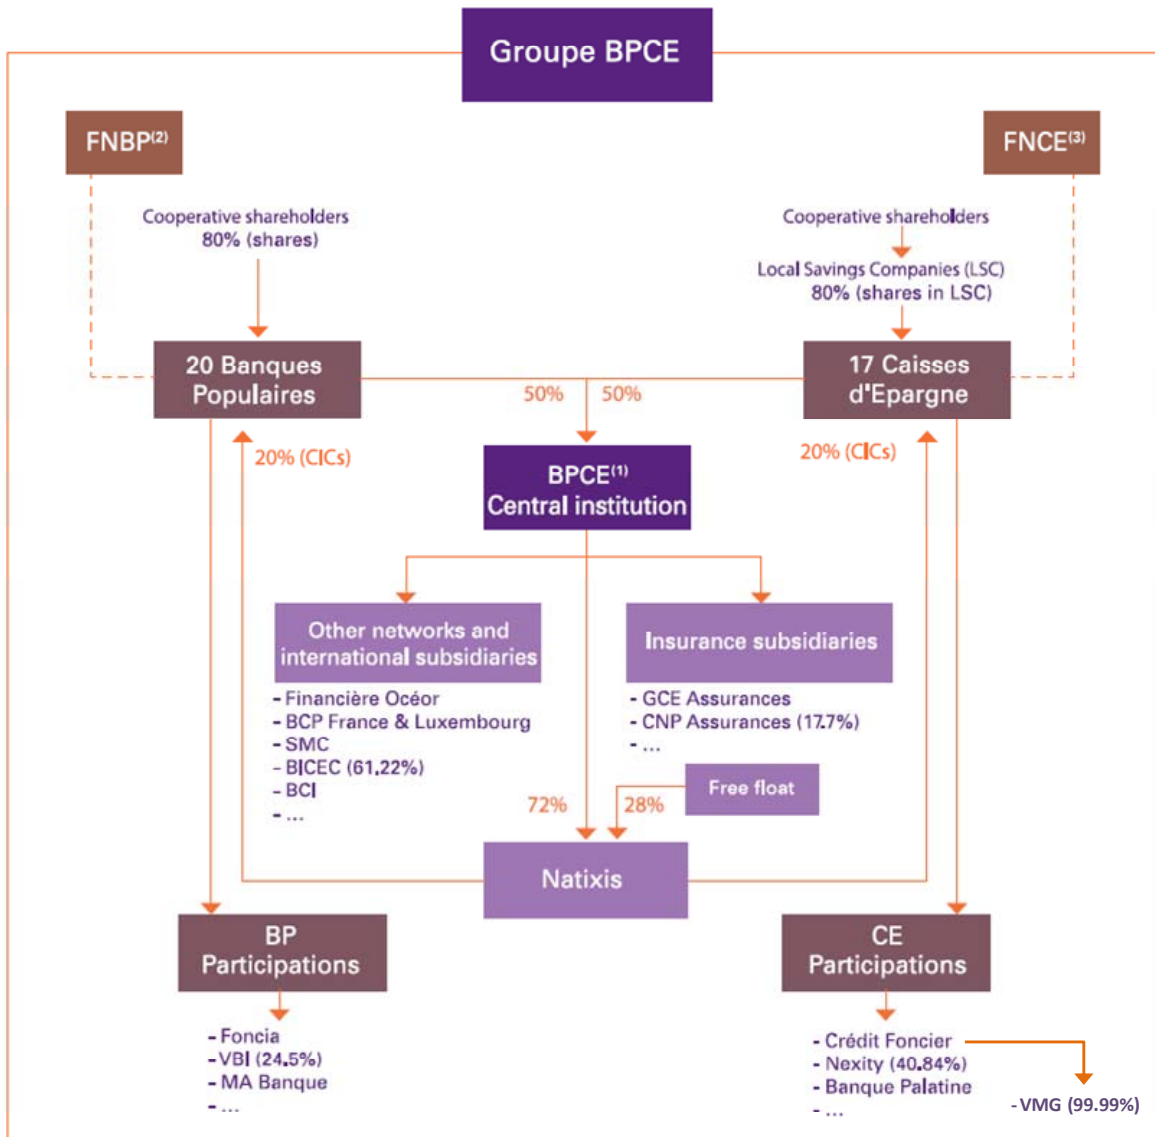 Groupe BPCE
FNBP(2)
FNCE(3)
Cooperative shareholders
80% (shares)
Cooperative shareholders
Local Savings Companies (LSC)
80% (shares in LSC)
20 Banques
Populaires
17 Caisses
d'Epargne
50%
50%
20% (CICs)
20% (CICs)
BPCE(1)
Central institution
Other networks and
international subsidiaries
Insurance subsidiaries
- Financière Océor
- BCP France & Luxembourg
- SMC
- BICEC (61,22%)
- BCI
- ...
- GCE Assurances
- CNP Assurances (17.7%)
- ...
Free float
72%
28%
Natixis
BP
Participations
CE
Participations
- Foncia
- VBI (24.5%)
- MA Banque
- ...
- Crédit Foncier
- Nexity (40.84%)
- Banque Palatine
- ...
- VMG (99.99%)